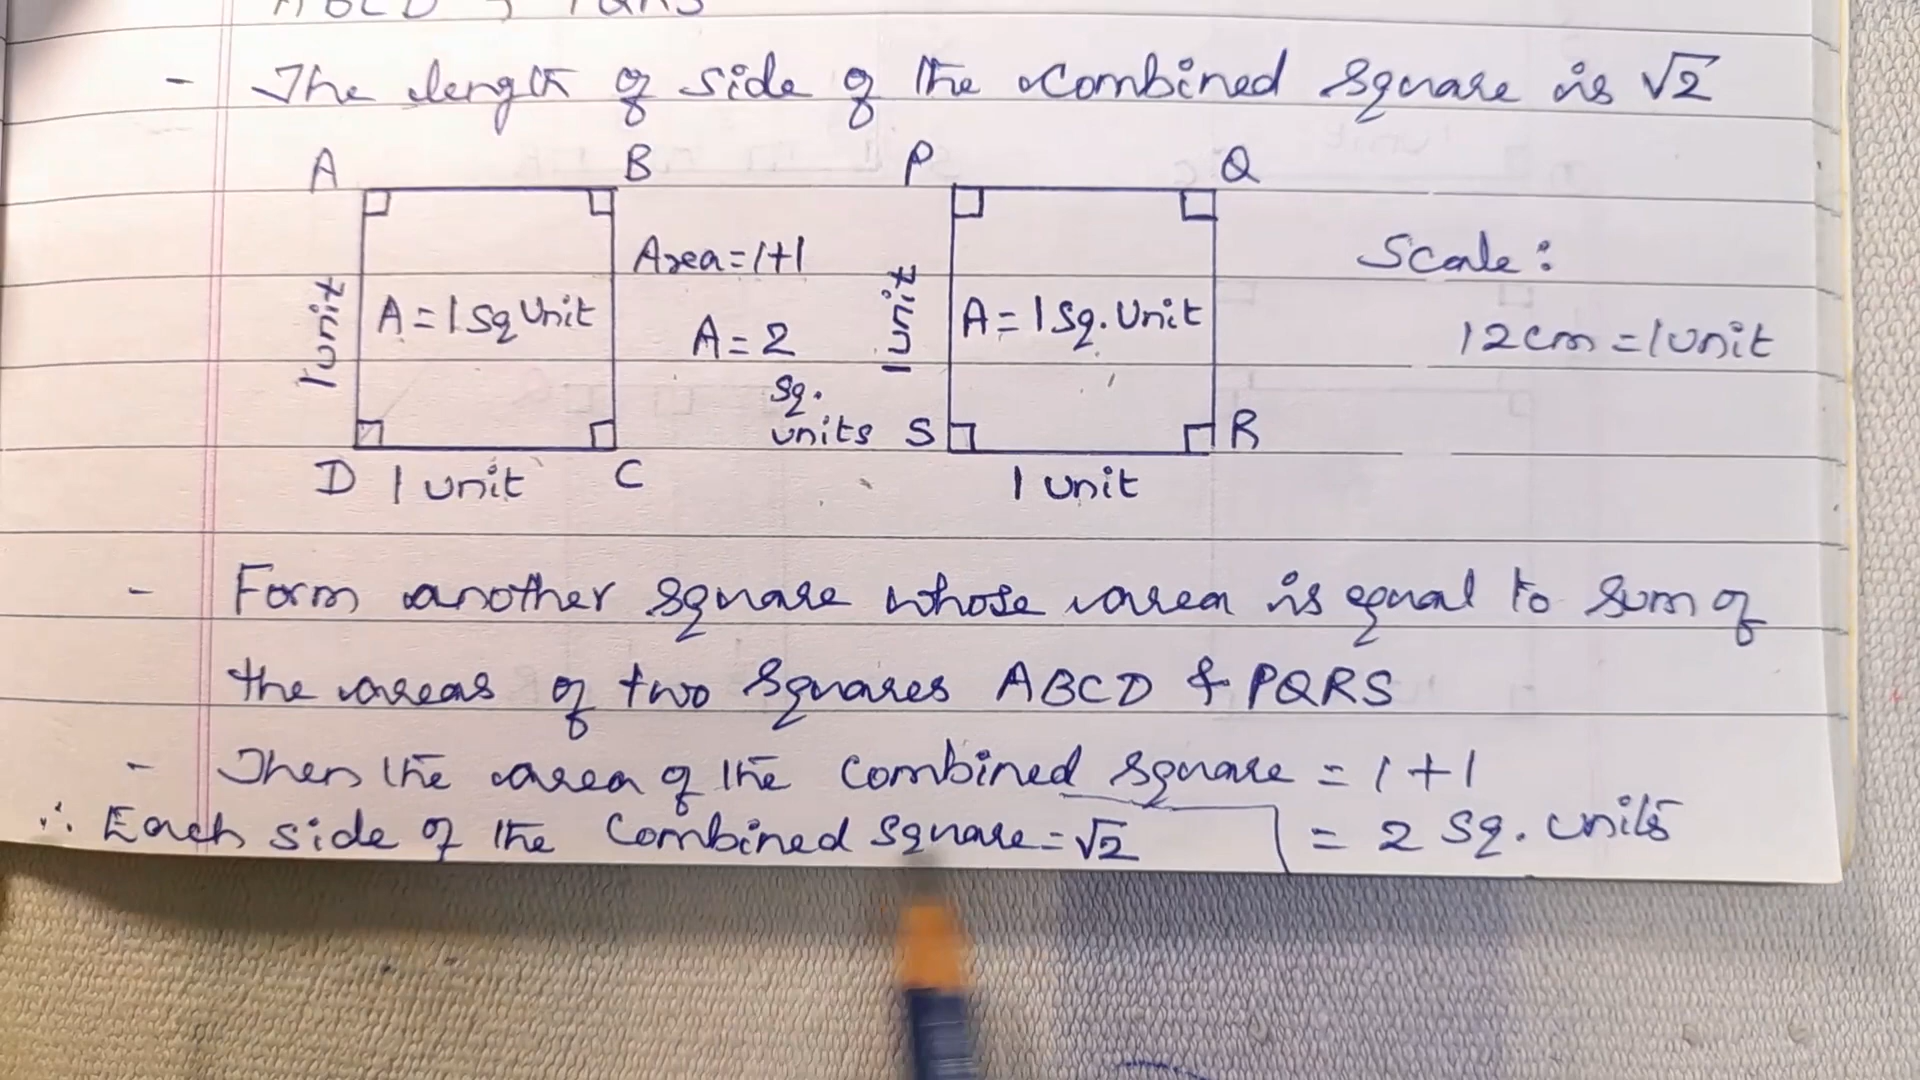 ABCD PQRS
- The length of side of the combined square is √2
A B P Q
Area = 1+1 Scale :
1 unit A = 1 Sq Unit A = 2 1 unit A = 1 Sq. Unit 12cm = 1 unit
sq.
units S R
D 1 unit C 1 unit
- Form another square whose area is equal to sum of
the areas of two squares ABCD & PQRS
- Then the area of the combined square = 1 + 1
∴ Each side of the combined square = √2 = 2 sq. units